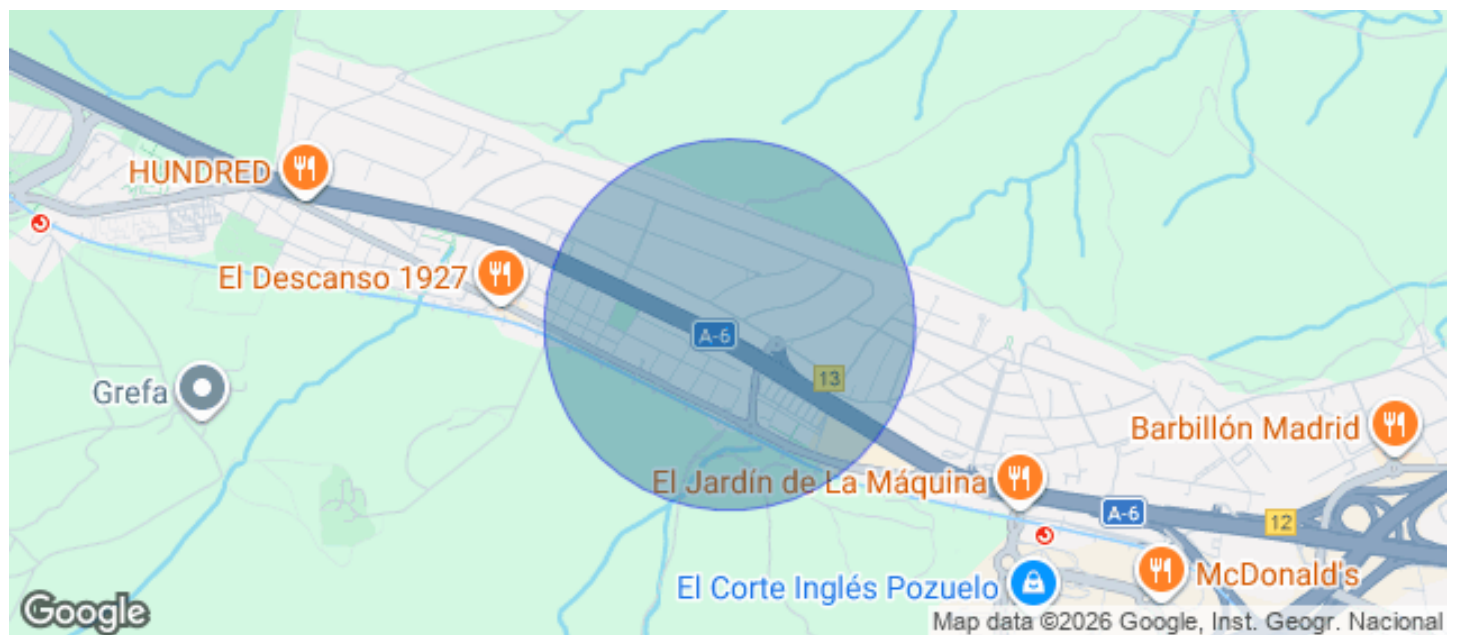 HUNDRED
El Descanso 1927
A-6
13
Grefa
Barbillón Madrid
El Jardín de La Máquina
A-6
12
El Corte Inglés Pozuelo
McDonald's
Google
Map data ©2026 Google, Inst. Geogr. Nacional